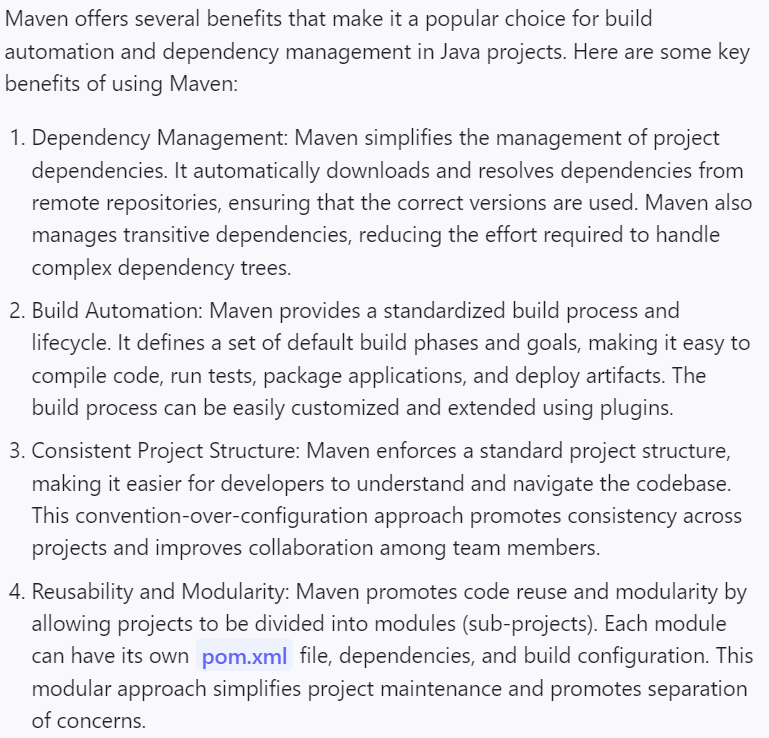 Maven offers several benefits that make it a popular choice for build
automation and dependency management in Java projects. Here are some key
benefits of using Maven:
1. Dependency Management: Maven simplifies the management of project
dependencies. It automatically downloads and resolves dependencies from
remote repositories, ensuring that the correct versions are used. Maven also
manages transitive dependencies, reducing the effort required to handle
complex dependency trees.
2. Build Automation: Maven provides a standardized build process and
lifecycle. It defines a set of default build phases and goals, making it easy to
compile code, run tests, package applications, and deploy artifacts. The
build process can be easily customized and extended using plugins.
3. Consistent Project Structure: Maven enforces a standard project structure,
making it easier for developers to understand and navigate the codebase.
This convention-over-configuration approach promotes consistency across
projects and improves collaboration among team members.
4. Reusability and Modularity: Maven promotes code reuse and modularity by
allowing projects to be divided into modules (sub-projects). Each module
can have its own pom.xml file, dependencies, and build configuration. This
modular approach simplifies project maintenance and promotes separation
of concerns.